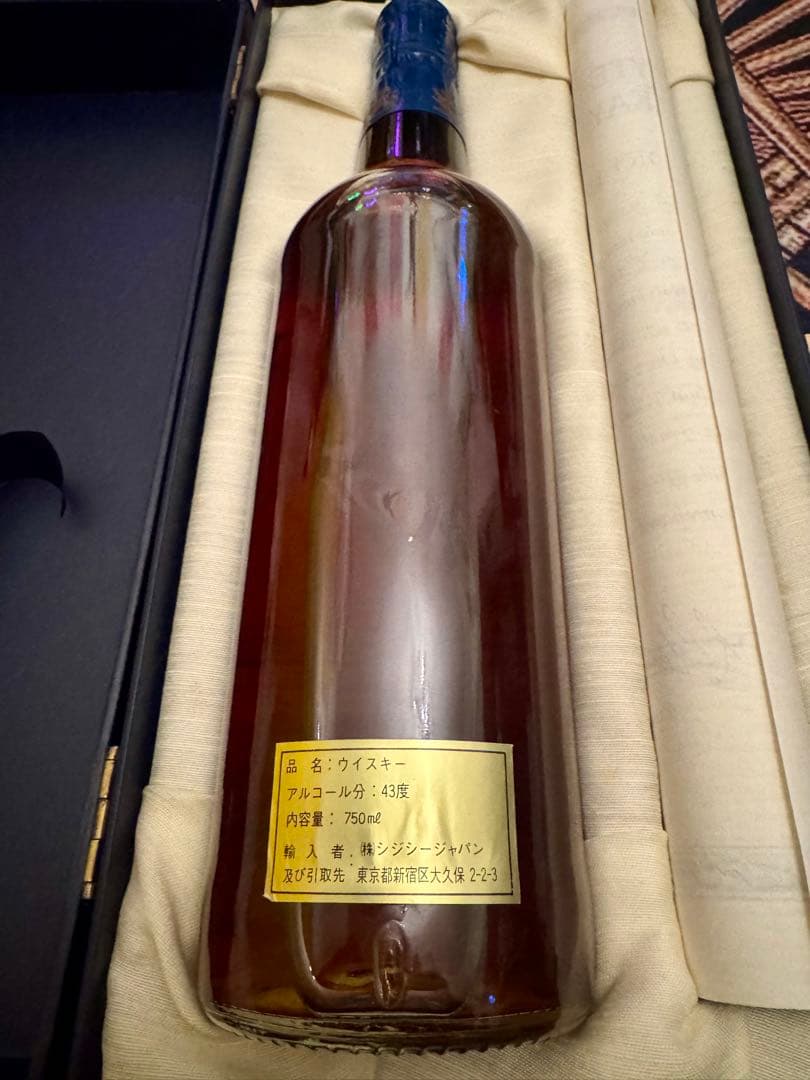 品 名：ウイスキー
アルコール分：43度
内容量： 750㎖
輸 入 者：㈱シジシージャパン
及び引取先 東京都新宿区大久保 2-2-3